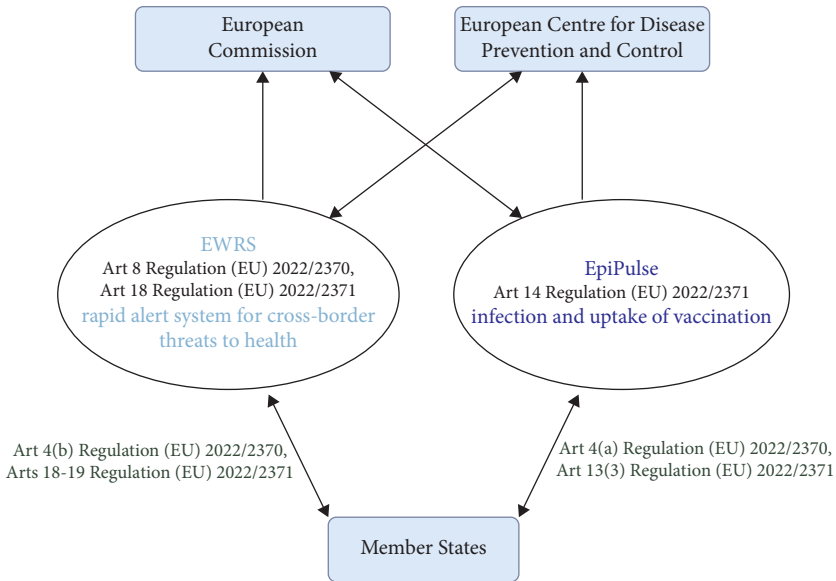 European
Commission
European Centre for Disease
Prevention and Control
EWRS
Art 8 Regulation (EU) 2022/2370,
Art 18 Regulation (EU) 2022/2371
rapid alert system for cross-border
threats to health
EpiPulse
Art 14 Regulation (EU) 2022/2371
infection and uptake of vaccination
Art 4(b) Regulation (EU) 2022/2370,
Arts 18-19 Regulation (EU) 2022/2371
Art 4(a) Regulation (EU) 2022/2370,
Art 13(3) Regulation (EU) 2022/2371
Member States